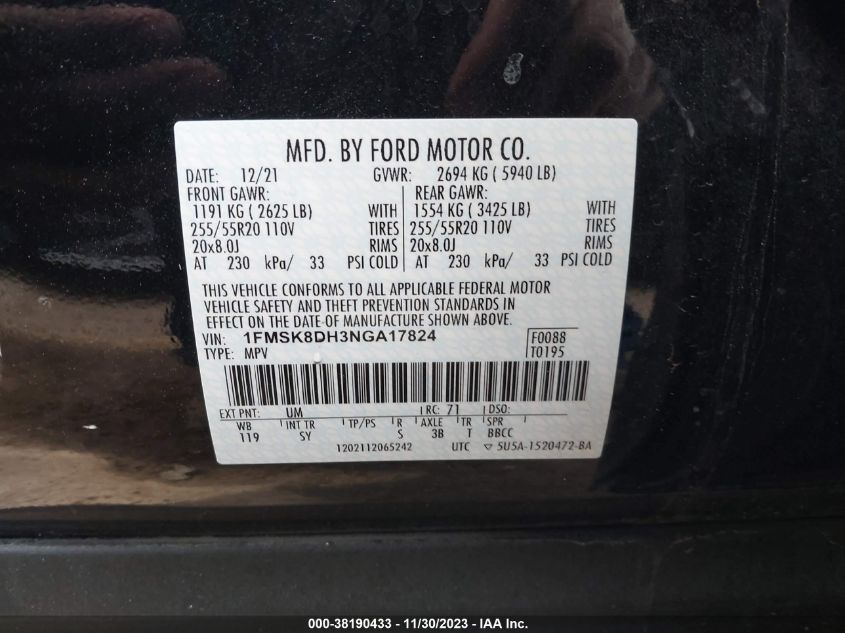 MFD. BY FORD MOTOR CO.
DATE: 12/21 GVWR: 2694 KG ( 5940 LB)
FRONT GAWR: REAR GAWR:
1191 KG ( 2625 LB) WITH 1554 KG ( 3425 LB) WITH
255/55R20 110V TIRES 255/55R20 110V TIRES
20x8.0J RIMS 20x8.0J RIMS
AT 230 kPa/ 33 PSI COLD AT 230 kPa/ 33 PSI COLD
THIS VEHICLE CONFORMS TO ALL APPLICABLE FEDERAL MOTOR
VEHICLE SAFETY AND THEFT PREVENTION STANDARDS IN
EFFECT ON THE DATE OF MANUFACTURE SHOWN ABOVE.
VIN: 1FMSK8DH3NGA17824 F0088
TYPE: MPV T0195
EXT PNT: UM RC: 71 DSO:
WB INT TR TP/PS R AXLE TR SPR
119 SY S 3B T BBCC
1202112065242 UTC ▽ 5U5A-1520472-BA
000-38190433 - 11/30/2023 - IAA Inc.